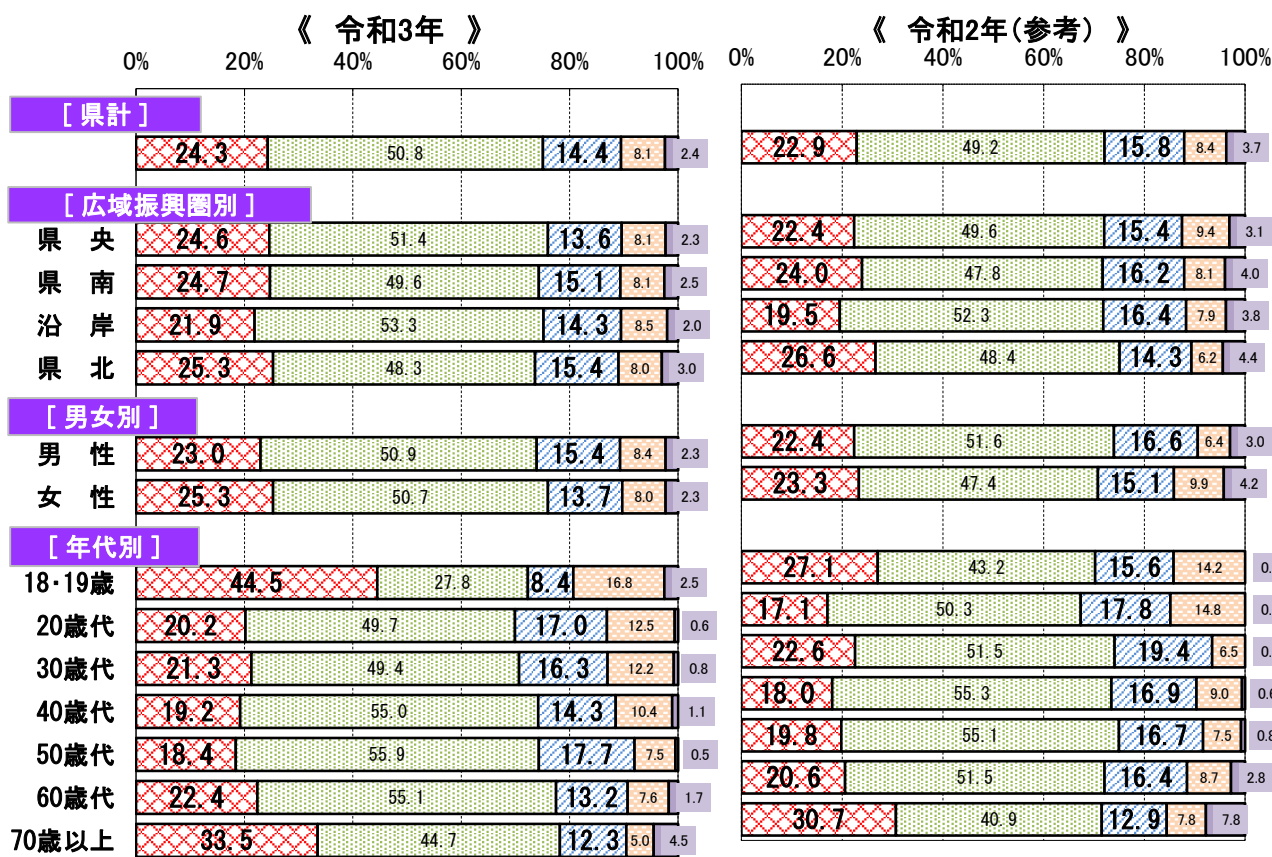 《 令和3年 》
《 令和2年(参考) 》
0% 20% 40% 60% 80% 100%
0% 20% 40% 60% 80% 100%
[ 県計 ]
24.3 50.8 14.4 8.1 2.4
22.9 49.2 15.8 8.4 3.7
[ 広域振興圏別 ]
県 央 24.6 51.4 13.6 8.1 2.3
22.4 49.6 15.4 9.4 3.1
県 南 24.7 49.6 15.1 8.1 2.5
24.0 47.8 16.2 8.1 4.0
沿 岸 21.9 53.3 14.3 8.5 2.0
19.5 52.3 16.4 7.9 3.8
県 北 25.3 48.3 15.4 8.0 3.0
26.6 48.4 14.3 6.2 4.4
[ 男女別 ]
男 性 23.0 50.9 15.4 8.4 2.3
22.4 51.6 16.6 6.4 3.0
女 性 25.3 50.7 13.7 8.0 2.3
23.3 47.4 15.1 9.9 4.2
[ 年代別 ]
18・19歳 44.5 27.8 8.4 16.8 2.5
27.1 43.2 15.6 14.2
20歳代 20.2 49.7 17.0 12.5 0.6
17.1 50.3 17.8 14.8
30歳代 21.3 49.4 16.3 12.2 0.8
22.6 51.5 19.4 6.5
40歳代 19.2 55.0 14.3 10.4 1.1
18.0 55.3 16.9 9.0 0.6
50歳代 18.4 55.9 17.7 7.5 0.5
19.8 55.1 16.7 7.5 0.8
60歳代 22.4 55.1 13.2 7.6 1.7
20.6 51.5 16.4 8.7 2.8
70歳以上 33.5 44.7 12.3 5.0 4.5
30.7 40.9 12.9 7.8 7.8